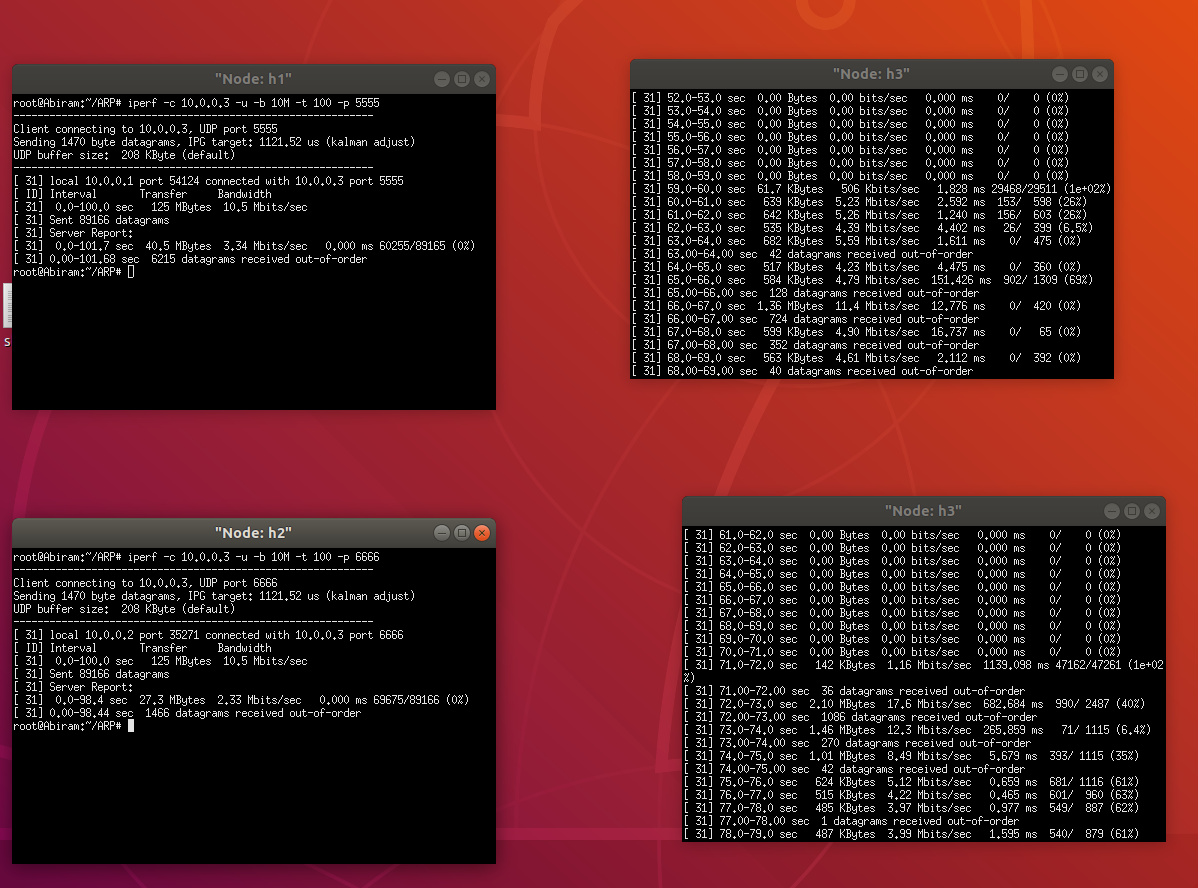 "Node: h1"
root@Abiram:~/ARP# iperf -c 10.0.0.3 -u -b 10M -t 100 -p 5555
------------------------------------------------------------
Client connecting to 10.0.0.3, UDP port 5555
Sending 1470 byte datagrams, IPG target: 1121.52 us (kalman adjust)
UDP buffer size:  208 KByte (default)
------------------------------------------------------------
[ 31] local 10.0.0.1 port 54124 connected with 10.0.0.3 port 5555
[ ID] Interval       Transfer     Bandwidth
[ 31]  0.0-100.0 sec   125 MBytes  10.5 Mbits/sec
[ 31] Sent 89166 datagrams
[ 31] Server Report:
[ 31]  0.0-101.7 sec  40.5 MBytes  3.34 Mbits/sec   0.000 ms 60255/89165 (0%)
[ 31] 0.00-101.68 sec  6215 datagrams received out-of-order
root@Abiram:~/ARP#
S
"Node: h3"
[ 31] 52.0-53.0 sec  0.00 Bytes  0.00 bits/sec   0.000 ms    0/    0 (0%)
[ 31] 53.0-54.0 sec  0.00 Bytes  0.00 bits/sec   0.000 ms    0/    0 (0%)
[ 31] 54.0-55.0 sec  0.00 Bytes  0.00 bits/sec   0.000 ms    0/    0 (0%)
[ 31] 55.0-56.0 sec  0.00 Bytes  0.00 bits/sec   0.000 ms    0/    0 (0%)
[ 31] 56.0-57.0 sec  0.00 Bytes  0.00 bits/sec   0.000 ms    0/    0 (0%)
[ 31] 57.0-58.0 sec  0.00 Bytes  0.00 bits/sec   0.000 ms    0/    0 (0%)
[ 31] 58.0-59.0 sec  0.00 Bytes  0.00 bits/sec   0.000 ms    0/    0 (0%)
[ 31] 59.0-60.0 sec  61.7 KBytes   506 Kbits/sec   1.828 ms 29468/29511 (1e+02%)
[ 31] 60.0-61.0 sec   639 KBytes  5.23 Mbits/sec   2.592 ms  153/  598 (26%)
[ 31] 61.0-62.0 sec   642 KBytes  5.26 Mbits/sec   1.240 ms  156/  603 (26%)
[ 31] 62.0-63.0 sec   535 KBytes  4.39 Mbits/sec   4.402 ms   26/  399 (6.5%)
[ 31] 63.0-64.0 sec   682 KBytes  5.59 Mbits/sec   1.611 ms    0/  475 (0%)
[ 31] 63.00-64.00 sec  42 datagrams received out-of-order
[ 31] 64.0-65.0 sec   517 KBytes  4.23 Mbits/sec   4.475 ms    0/  360 (0%)
[ 31] 65.0-66.0 sec   584 KBytes  4.79 Mbits/sec  151.426 ms  902/ 1309 (69%)
[ 31] 65.00-66.00 sec  128 datagrams received out-of-order
[ 31] 66.0-67.0 sec  1.36 MBytes  11.4 Mbits/sec  12.776 ms    0/  420 (0%)
[ 31] 66.00-67.00 sec  724 datagrams received out-of-order
[ 31] 67.0-68.0 sec   599 KBytes  4.90 Mbits/sec  16.737 ms    0/   65 (0%)
[ 31] 67.00-68.00 sec  352 datagrams received out-of-order
[ 31] 68.0-69.0 sec   563 KBytes  4.61 Mbits/sec   2.112 ms    0/  392 (0%)
[ 31] 68.00-69.00 sec  40 datagrams received out-of-order
"Node: h2"
root@Abiram:~/ARP# iperf -c 10.0.0.3 -u -b 10M -t 100 -p 6666
------------------------------------------------------------
Client connecting to 10.0.0.3, UDP port 6666
Sending 1470 byte datagrams, IPG target: 1121.52 us (kalman adjust)
UDP buffer size:  208 KByte (default)
------------------------------------------------------------
[ 31] local 10.0.0.2 port 35271 connected with 10.0.0.3 port 6666
[ ID] Interval       Transfer     Bandwidth
[ 31]  0.0-100.0 sec   125 MBytes  10.5 Mbits/sec
[ 31] Sent 89166 datagrams
[ 31] Server Report:
[ 31]  0.0-98.4 sec  27.3 MBytes  2.33 Mbits/sec   0.000 ms 69675/89166 (0%)
[ 31] 0.00-98.44 sec  1466 datagrams received out-of-order
root@Abiram:~/ARP#
"Node: h3"
[ 31] 61.0-62.0 sec  0.00 Bytes  0.00 bits/sec   0.000 ms    0/    0 (0%)
[ 31] 62.0-63.0 sec  0.00 Bytes  0.00 bits/sec   0.000 ms    0/    0 (0%)
[ 31] 63.0-64.0 sec  0.00 Bytes  0.00 bits/sec   0.000 ms    0/    0 (0%)
[ 31] 64.0-65.0 sec  0.00 Bytes  0.00 bits/sec   0.000 ms    0/    0 (0%)
[ 31] 65.0-66.0 sec  0.00 Bytes  0.00 bits/sec   0.000 ms    0/    0 (0%)
[ 31] 66.0-67.0 sec  0.00 Bytes  0.00 bits/sec   0.000 ms    0/    0 (0%)
[ 31] 67.0-68.0 sec  0.00 Bytes  0.00 bits/sec   0.000 ms    0/    0 (0%)
[ 31] 68.0-69.0 sec  0.00 Bytes  0.00 bits/sec   0.000 ms    0/    0 (0%)
[ 31] 69.0-70.0 sec  0.00 Bytes  0.00 bits/sec   0.000 ms    0/    0 (0%)
[ 31] 70.0-71.0 sec  0.00 Bytes  0.00 bits/sec   0.000 ms    0/    0 (0%)
[ 31] 71.0-72.0 sec   142 KBytes  1.16 Mbits/sec  1139.098 ms 47162/47261 (1e+02
%)
[ 31] 71.00-72.00 sec  36 datagrams received out-of-order
[ 31] 72.0-73.0 sec  2.10 MBytes  17.6 Mbits/sec  682.684 ms  990/ 2487 (40%)
[ 31] 72.00-73.00 sec  1086 datagrams received out-of-order
[ 31] 73.0-74.0 sec  1.46 MBytes  12.3 Mbits/sec  265.859 ms   71/ 1115 (6.4%)
[ 31] 73.00-74.00 sec  270 datagrams received out-of-order
[ 31] 74.0-75.0 sec  1.01 MBytes  8.49 Mbits/sec   5.679 ms  393/ 1115 (35%)
[ 31] 74.00-75.00 sec  42 datagrams received out-of-order
[ 31] 75.0-76.0 sec   624 KBytes  5.12 Mbits/sec   0.659 ms  681/ 1116 (61%)
[ 31] 76.0-77.0 sec   515 KBytes  4.22 Mbits/sec   0.465 ms  601/  960 (63%)
[ 31] 77.0-78.0 sec   485 KBytes  3.97 Mbits/sec   0.977 ms  549/  887 (62%)
[ 31] 77.00-78.00 sec  1 datagrams received out-of-order
[ 31] 78.0-79.0 sec   487 KBytes  3.99 Mbits/sec   1.595 ms  540/  879 (61%)